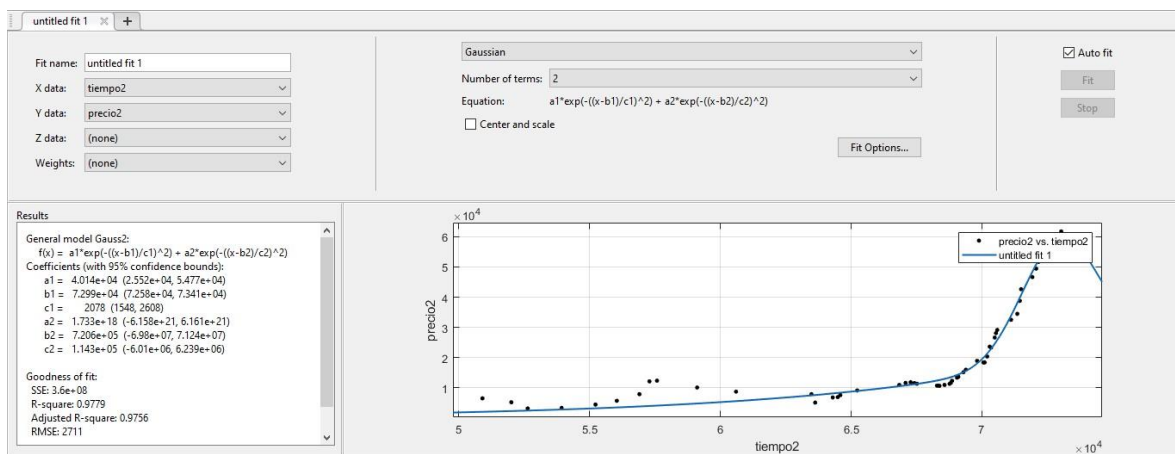 untitled fit 1
Fit name: untitled fit 1
X data: tiempo2
Y data: precio2
Z data: (none)
Weights: (none)
Gaussian
Number of terms: 2
Equation: a1*exp(-((x-b1)/c1)^2) + a2*exp(-((x-b2)/c2)^2)
Center and scale
Fit Options...
Auto fit
Fit
Stop
Results
General model Gauss2:
f(x) = a1*exp(-((x-b1)/c1)^2) + a2*exp(-((x-b2)/c2)^2)
Coefficients (with 95% confidence bounds):
a1 = 4.014e+04 (2.552e+04, 5.477e+04)
b1 = 7.299e+04 (7.258e+04, 7.341e+04)
c1 = 2078 (1548, 2608)
a2 = 1.733e+18 (-6.158e+21, 6.161e+21)
b2 = 7.206e+05 (-6.98e+07, 7.124e+07)
c2 = 1.143e+05 (-6.01e+06, 6.239e+06)
Goodness of fit:
SSE: 3.6e+08
R-square: 0.9779
Adjusted R-square: 0.9756
RMSE: 2711
×10^4
6
5
4
3
2
1
precio2
precio2 vs. tiempo2
untitled fit 1
5
5.5
6
6.5
7
tiempo2
×10^4